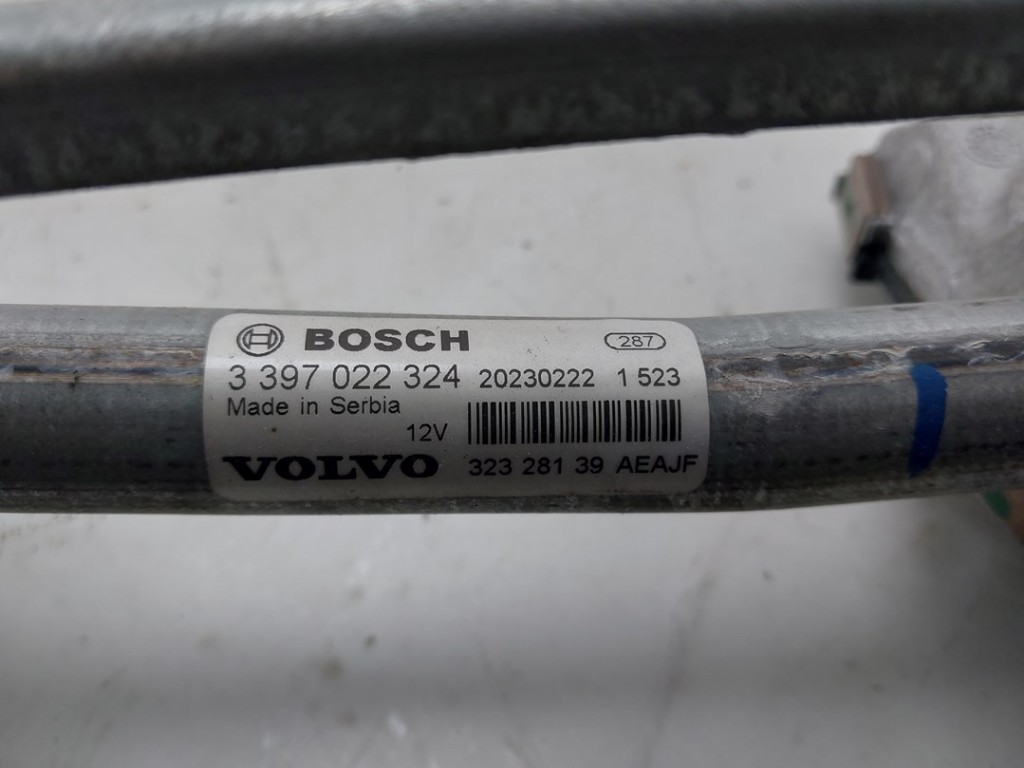 BOSCH 287
3 397 022 324 20230222 1 523
Made in Serbia
12V
VOLVO 323 281 39 AEAJF